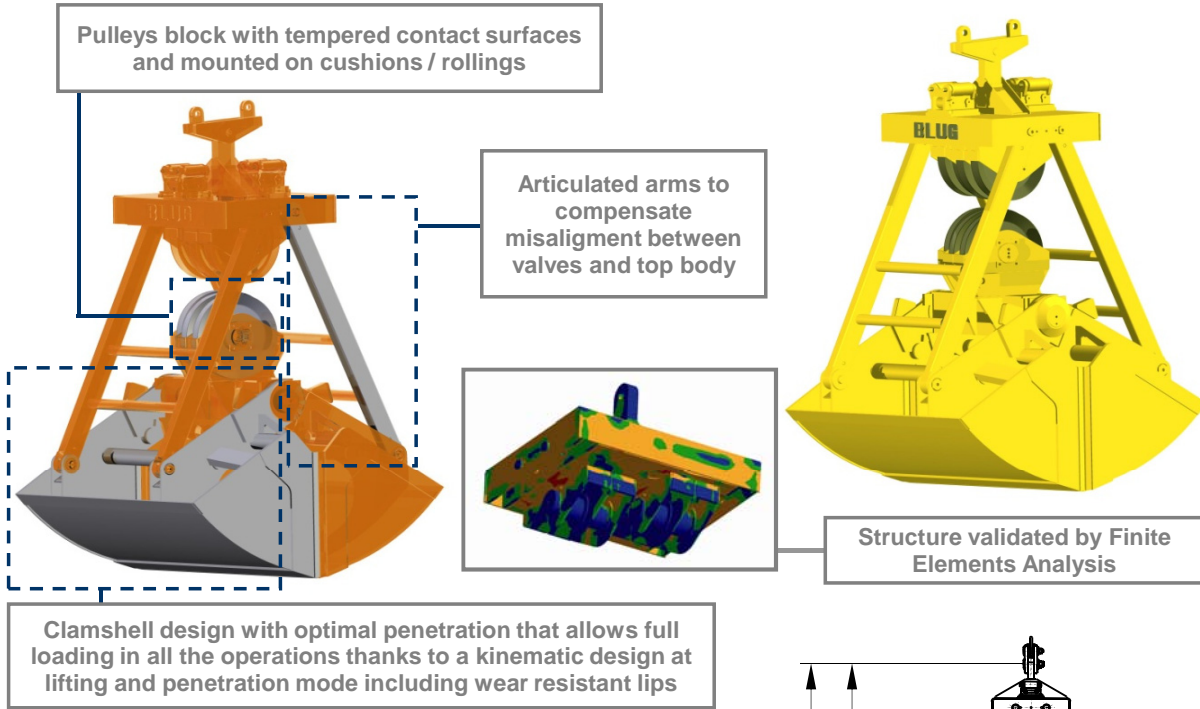 Pulleys block with tempered contact surfaces
and mounted on cushions / rollings
BLUG
BLUG
Articulated arms to
compensate
misaligment between
valves and top body
Structure validated by Finite
Elements Analysis
Clamshell design with optimal penetration that allows full
loading in all the operations thanks to a kinematic design at
lifting and penetration mode including wear resistant lips